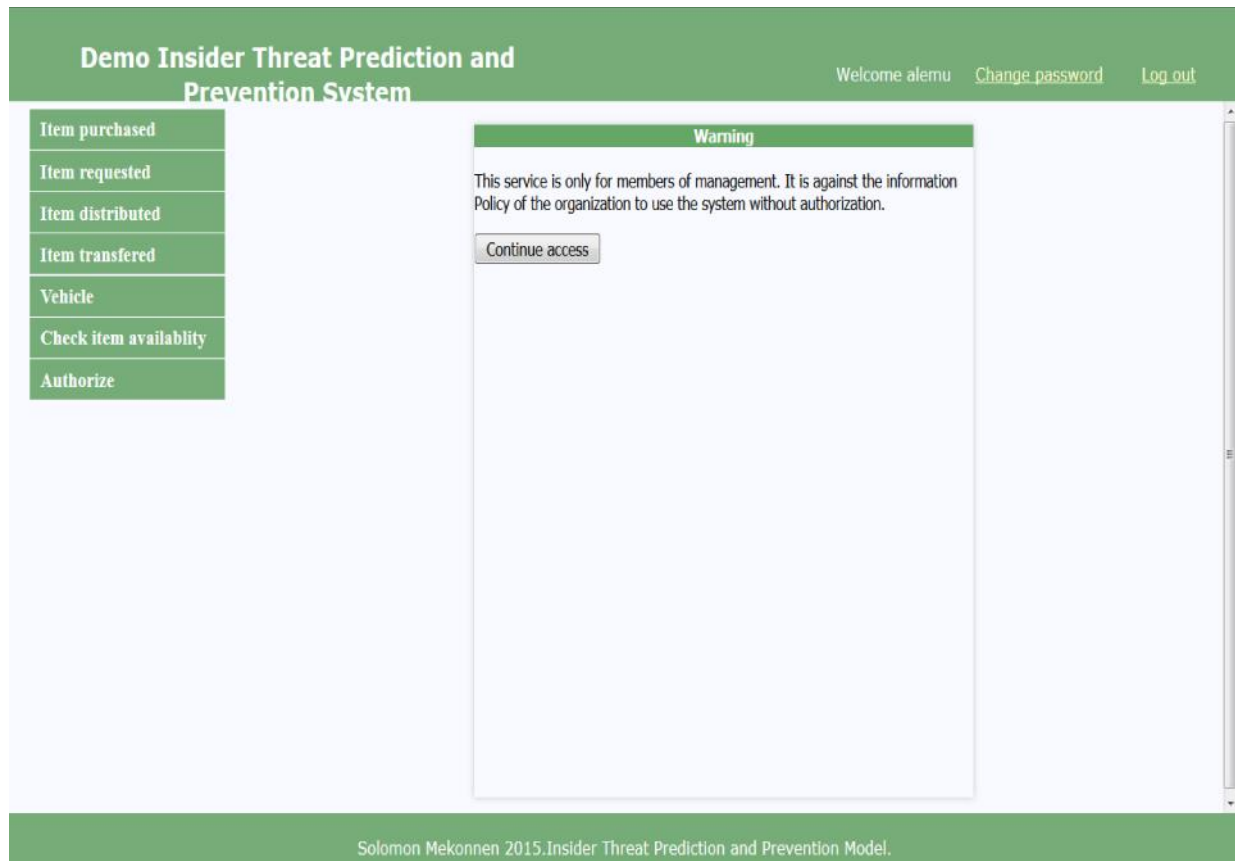 Demo Insider Threat Prediction and
Prevention System
Welcome alemu Change password Log out
Item purchased
Item requested
Item distributed
Item transfered
Vehicle
Check item availablity
Authorize
Warning
This service is only for members of management. It is against the information
Policy of the organization to use the system without authorization.
Continue access
Solomon Mekonnen 2015.Insider Threat Prediction and Prevention Model.